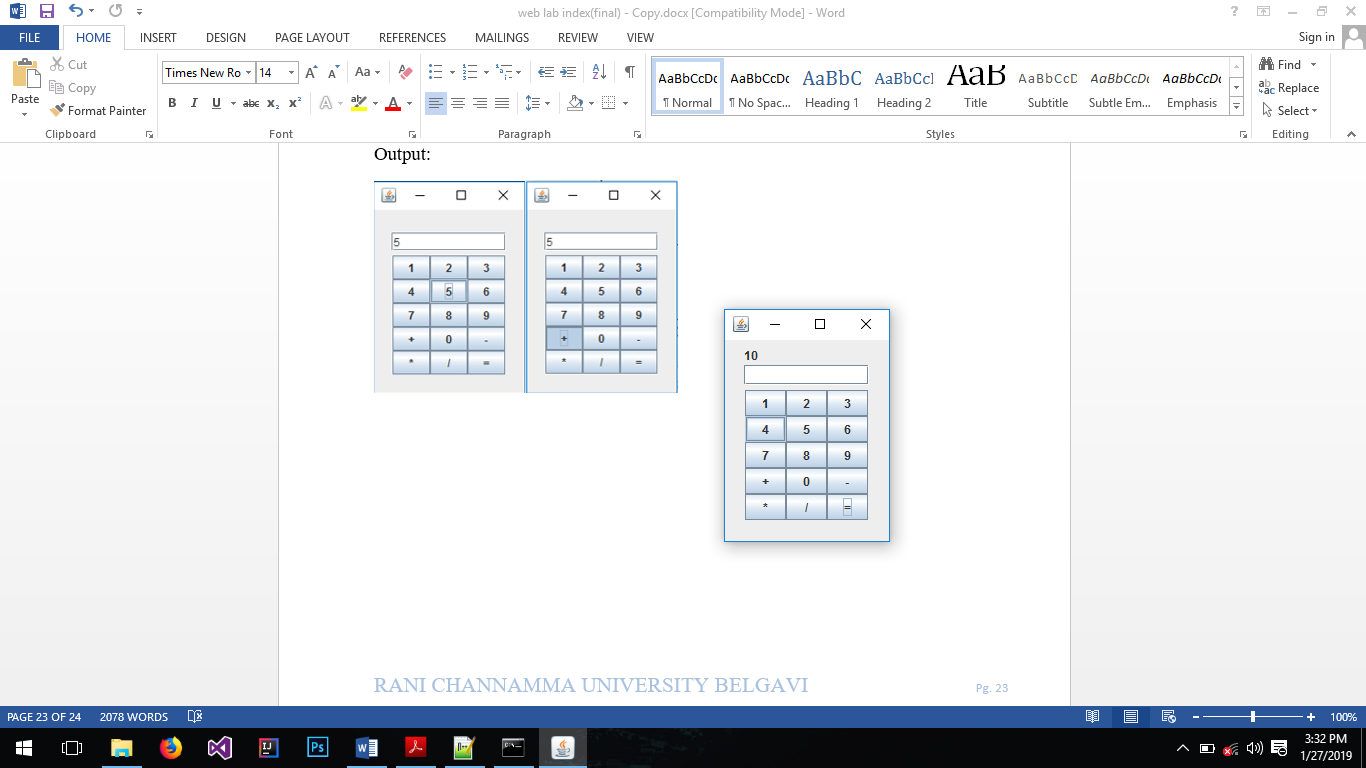 web lab index(final) - Copy.docx [Compatibility Mode] - Word
?
FILE HOME INSERT DESIGN PAGE LAYOUT REFERENCES MAILINGS REVIEW VIEW Sign in
Paste
Cut
Copy
Format Painter
Clipboard
Times New Ro 14
Aa
B I U abc x₂ x²
Font
Paragraph
AaBbCcDc AaBbCcDc AaBbC AaBbCcI AaB AaBbCcD AaBbCcDc AaBbCcDc
¶ Normal ¶ No Spac... Heading 1 Heading 2 Title Subtitle Subtle Em... Emphasis
Styles
Find
Replace
Select
Editing
Output:
5
1 2 3
4 5 6
7 8 9
+ 0 -
* / =
5
1 2 3
4 5 6
7 8 9
+ 0 -
* / =
10
1 2 3
4 5 6
7 8 9
+ 0 -
* / =
RANI CHANNAMMA UNIVERSITY BELGAVI Pg. 23
PAGE 23 OF 24 2078 WORDS 100%
3:32 PM
1/27/2019